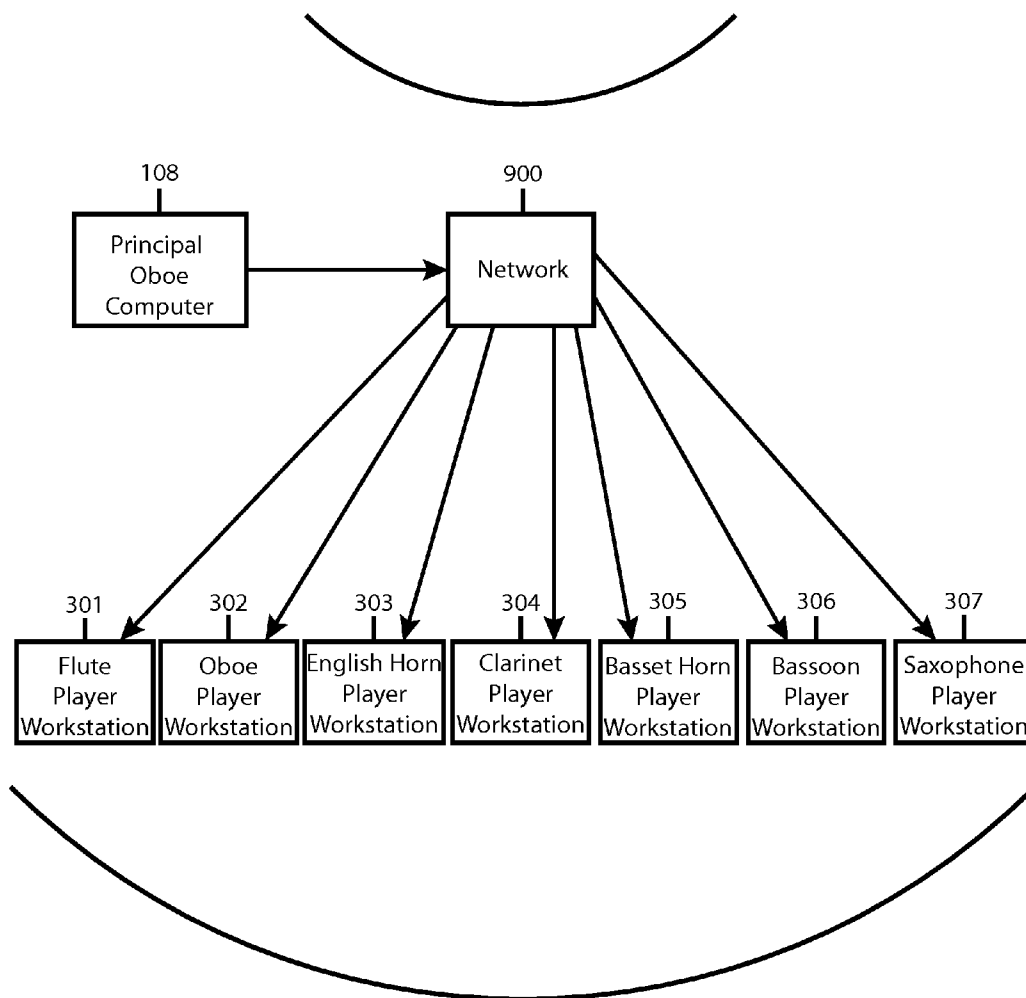 108
Principal
Oboe
Computer
900
Network
301
Flute
Player
Workstation
302
Oboe
Player
Workstation
303
English Horn
Player
Workstation
304
Clarinet
Player
Workstation
305
Basset Horn
Player
Workstation
306
Bassoon
Player
Workstation
307
Saxophone
Player
Workstation